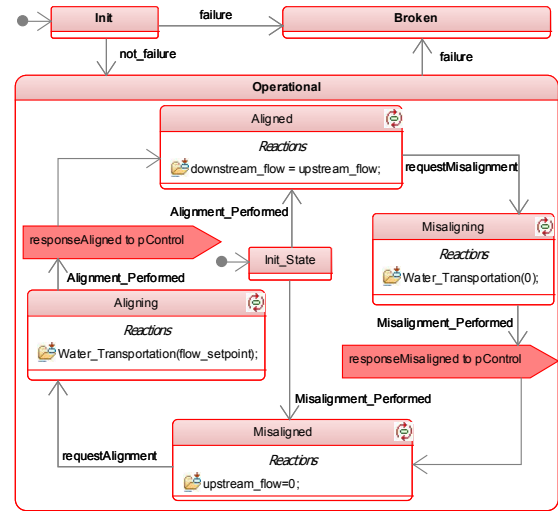 Init
failure
Broken
not_failure
failure
Operational
Aligned
Reactions
downstream_flow = upstream_flow;
requestMisalignment
Alignment_Performed
Misaligning
Reactions
Water_Transportation(0);
responseAligned to pControl
Init_State
Alignment_Performed
Aligning
Reactions
Water_Transportation(flow_setpoint);
Misalignment_Performed
responseMisaligned to pControl
Misalignment_Performed
requestAlignment
Misaligned
Reactions
upstream_flow=0;